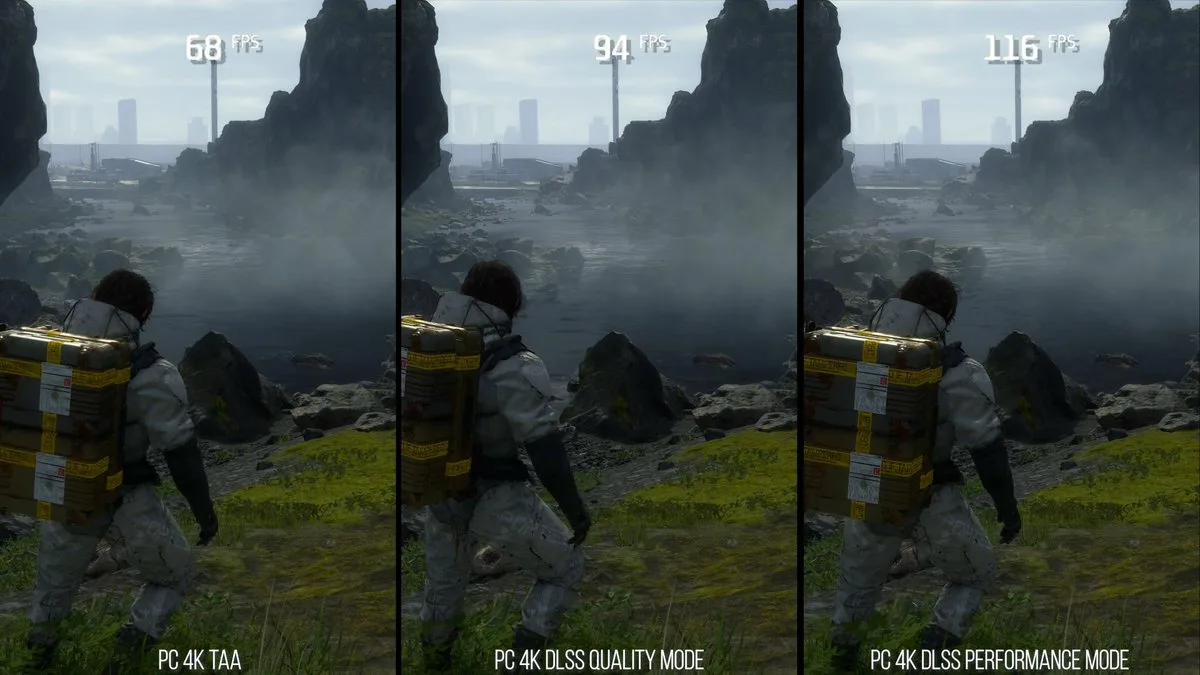 68 FPS
94 FPS
116 FPS
PC 4K TAA
PC 4K DLSS QUALITY MODE
PC 4K DLSS PERFORMANCE MODE